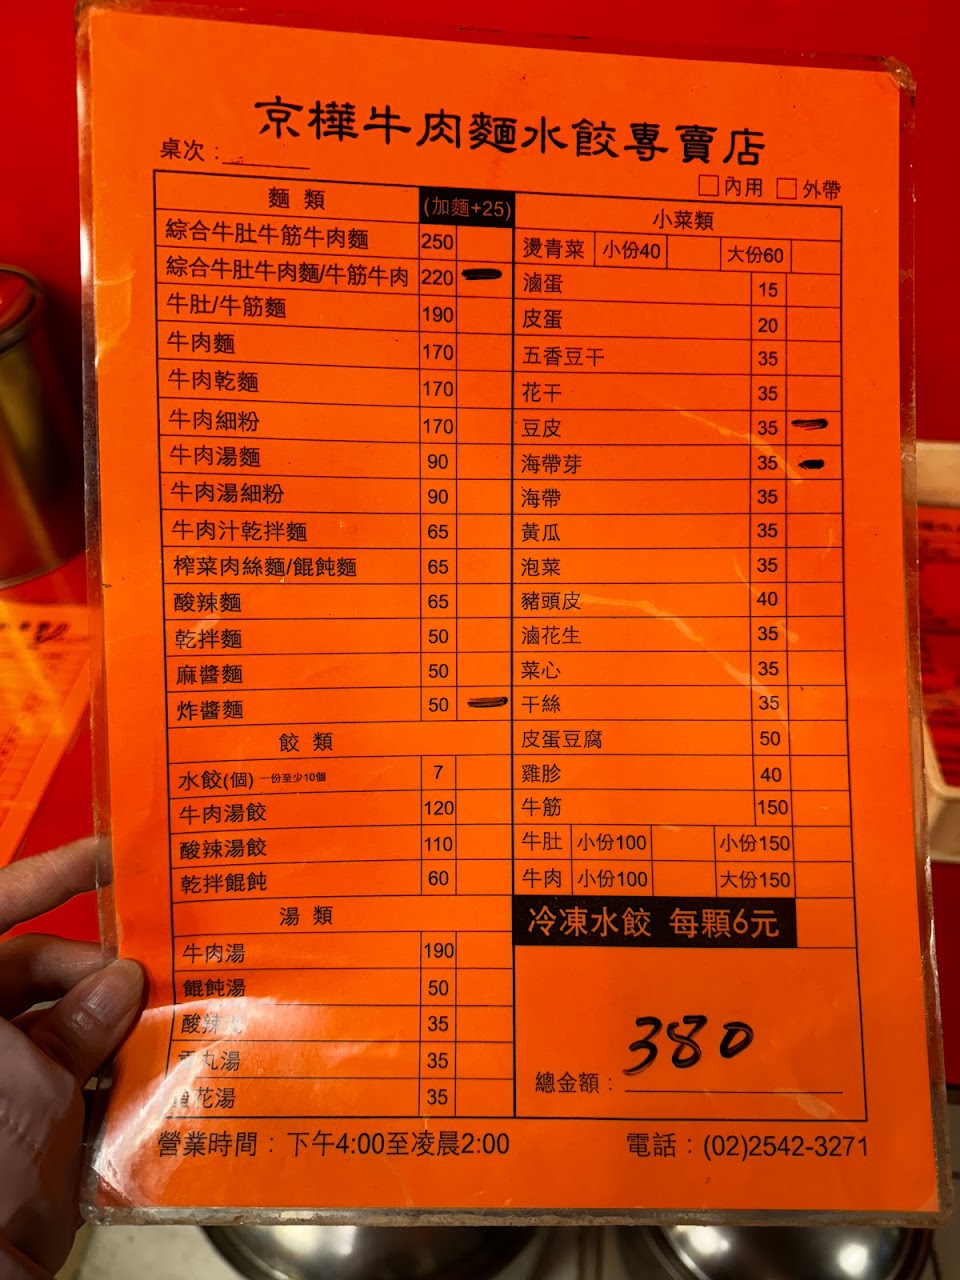 京樺牛肉麵水餃專賣店
桌次：
內用 外帶
麵類 (加麵+25)
綜合牛肚牛筋牛肉麵 250
綜合牛肚牛肉麵/牛筋牛肉 220
牛肚/牛筋麵 190
牛肉麵 170
牛肉乾麵 170
牛肉細粉 170
牛肉湯麵 90
牛肉湯細粉 90
牛肉汁乾拌麵 65
榨菜肉絲麵/餛飩麵 65
酸辣麵 65
乾拌麵 50
麻醬麵 50
炸醬麵 50
餃類
水餃(個) 一份至少10個 7
牛肉湯餃 120
酸辣湯餃 110
乾拌餛飩 60
湯類
牛肉湯 190
餛飩湯 50
酸辣 35
丸湯 35
花湯 35
小菜類
燙青菜 小份40 大份60
滷蛋 15
皮蛋 20
五香豆干 35
花干 35
豆皮 35
海帶芽 35
海帶 35
黃瓜 35
泡菜 35
豬頭皮 40
滷花生 35
菜心 35
干絲 35
皮蛋豆腐 50
雞胗 40
牛筋 150
牛肚 小份100 小份150
牛肉 小份100 大份150
冷凍水餃 每顆6元
380
總金額：
營業時間：下午4:00至凌晨2:00
電話：(02)2542-3271